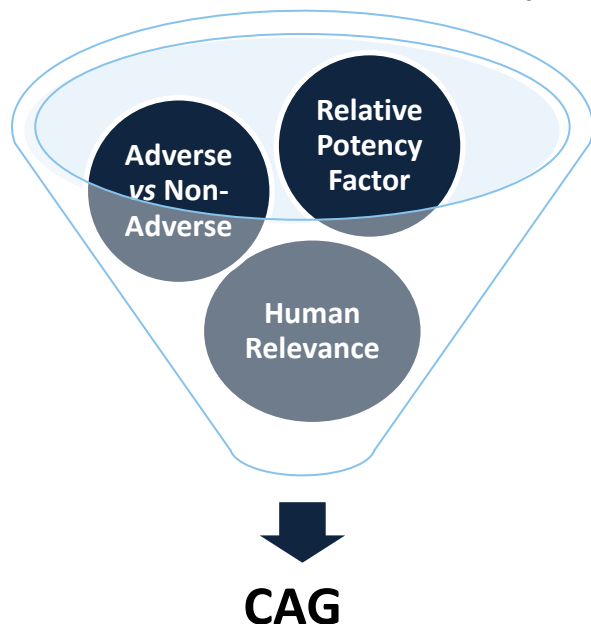 Relative
Potency
Factor
Adverse
vs Non-
Adverse
Human
Relevance
CAG